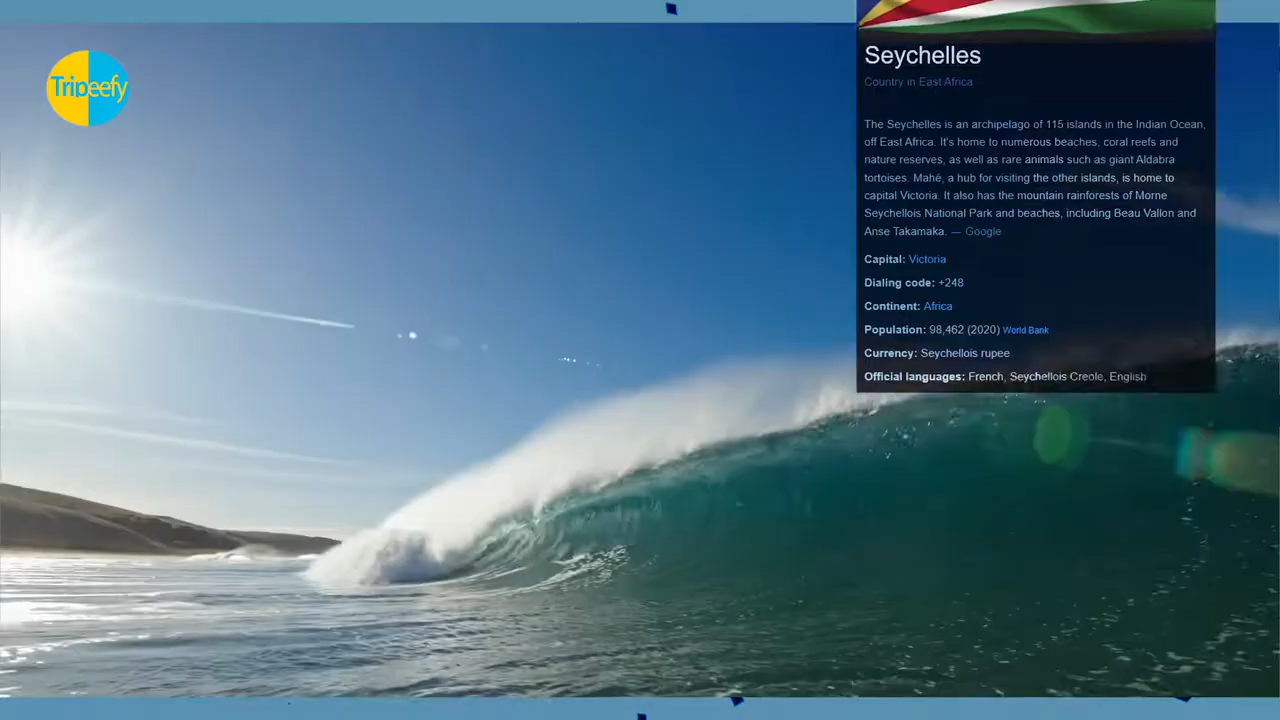 Tripeefy
Seychelles
Country in East Africa
The Seychelles is an archipelago of 115 islands in the Indian Ocean,
off East Africa. It's home to numerous beaches, coral reefs and
nature reserves, as well as rare animals such as giant Aldabra
tortoises. Mahé, a hub for visiting the other islands, is home to
capital Victoria. It also has the mountain rainforests of Morne
Seychellois National Park and beaches, including Beau Vallon and
Anse Takamaka. — Google
Capital: Victoria
Dialing code: +248
Continent: Africa
Population: 98,462 (2020) World Bank
Currency: Seychellois rupee
Official languages: French, Seychellois Creole, English